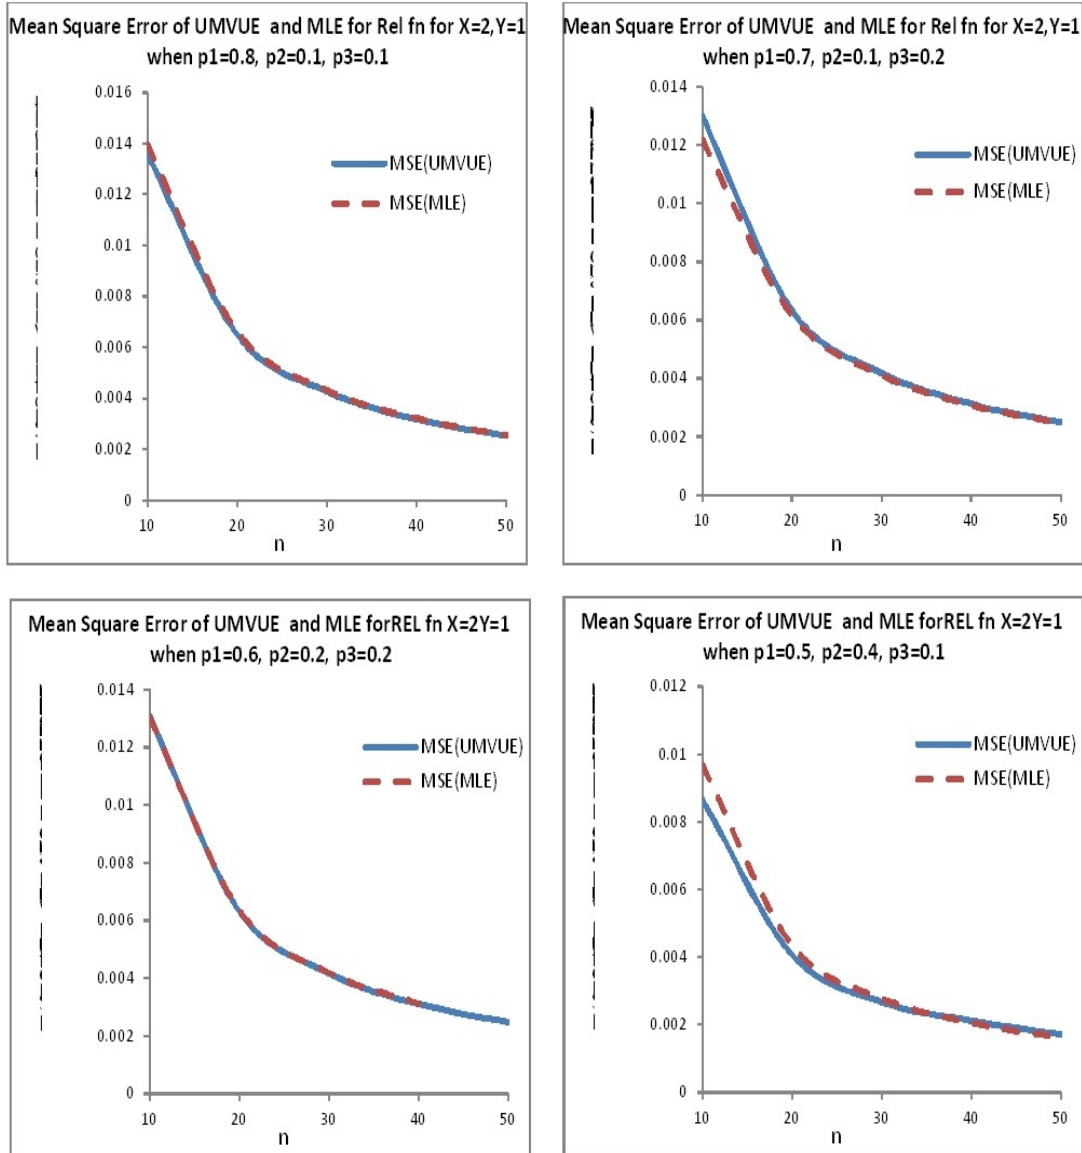 Mean Square Error of UMVUE and MLE for Rel fn for X=2,Y=1
when p1=0.8, p2=0.1, p3=0.1
0.016
0.014
0.012
0.01
0.008
0.006
0.004
0.002
0
MSE(UMVUE)
MSE(MLE)
10 20 30 40 50
n
Mean Square Error of UMVUE and MLE for Rel fn for X=2,Y=1
when p1=0.7, p2=0.1, p3=0.2
0.014
0.012
0.01
0.008
0.006
0.004
0.002
0
MSE(UMVUE)
MSE(MLE)
10 20 30 40 50
n
Mean Square Error of UMVUE and MLE forREL fn X=2Y=1
when p1=0.6, p2=0.2, p3=0.2
0.014
0.012
0.01
0.008
0.006
0.004
0.002
0
MSE(UMVUE)
MSE(MLE)
10 20 30 40 50
n
Mean Square Error of UMVUE and MLE forREL fn X=2Y=1
when p1=0.5, p2=0.4, p3=0.1
0.012
0.01
0.008
0.006
0.004
0.002
0
MSE(UMVUE)
MSE(MLE)
10 20 30 40 50
n